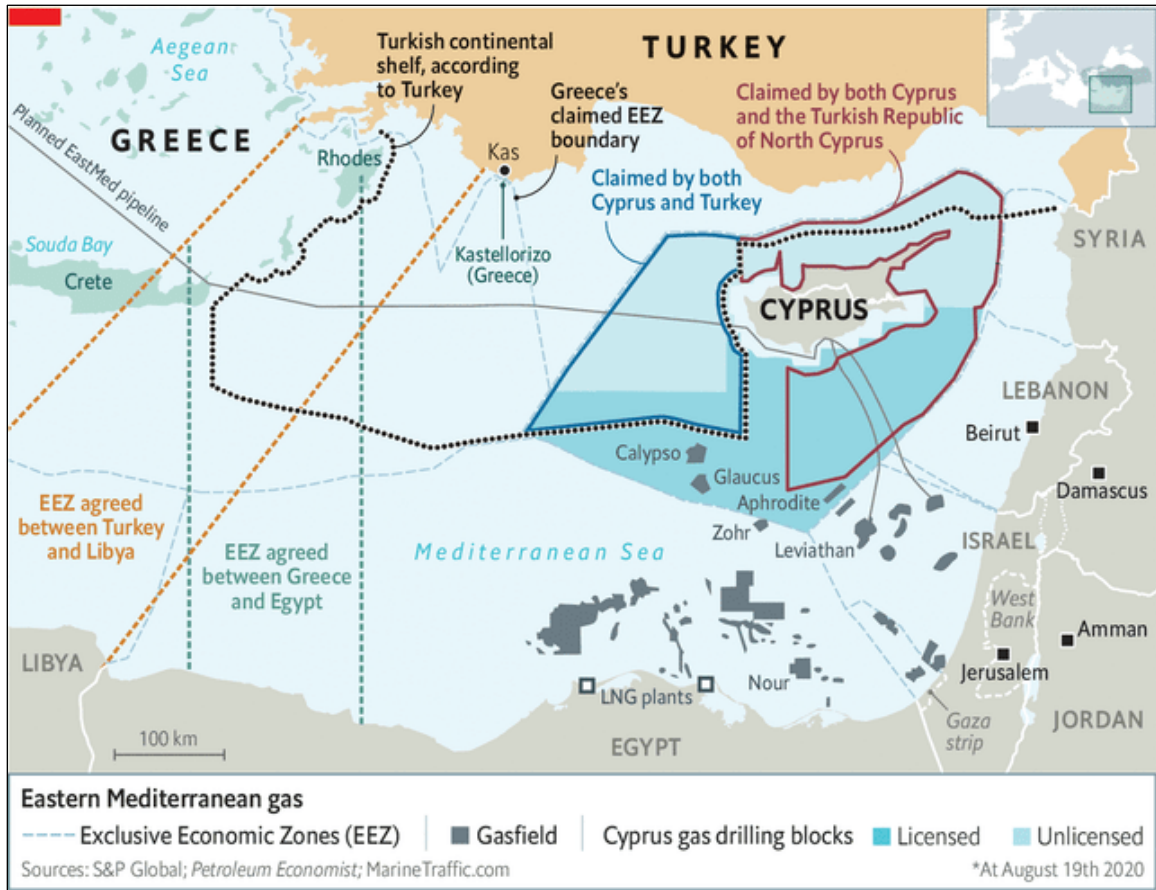 Aegean
Sea
Turkish continental
shelf, according
to Turkey
TURKEY
GREECE
Planned EastMed pipeline
Rhodes
Greece's
claimed EEZ
boundary
Kas
Kastellorizo
(Greece)
Claimed by both Cyprus
and the Turkish Republic
of North Cyprus
Claimed by both
Cyprus and Turkey
Souda Bay
Crete
CYPRUS
SYRIA
LEBANON
Beirut
Damascus
Calypso
Glaucus
Aphrodite
Zohr
Leviathan
ISRAEL
EEZ agreed
between Turkey
and Libya
EEZ agreed
between Greece
and Egypt
Mediterranean Sea
West
Bank
Amman
Jerusalem
LIBYA
LNG plants
Nour
Gaza
strip
JORDAN
EGYPT
100 km
Eastern Mediterranean gas
Exclusive Economic Zones (EEZ)
Gasfield
Cyprus gas drilling blocks
Licensed
Unlicensed
Sources: S&P Global; Petroleum Economist; MarineTraffic.com
*At August 19th 2020